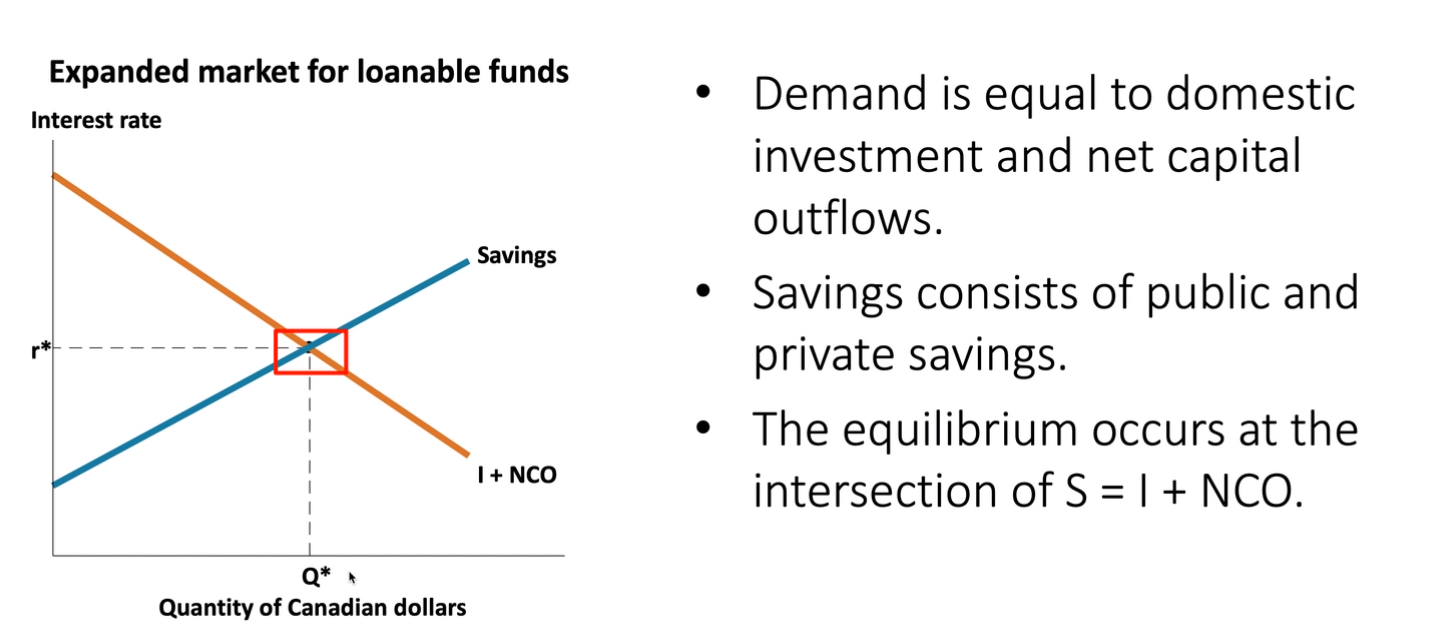 Expanded market for loanable funds
Interest rate
Savings
r*
I + NCO
Q*
Quantity of Canadian dollars
• Demand is equal to domestic
investment and net capital
outflows.
• Savings consists of public and
private savings.
• The equilibrium occurs at the
intersection of S = I + NCO.